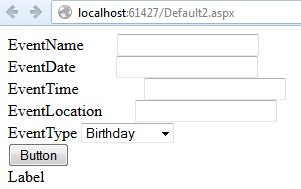 localhost:61427/Default2.aspx
EventName
EventDate
EventTime
EventLocation
EventType Birthday
Button
Label